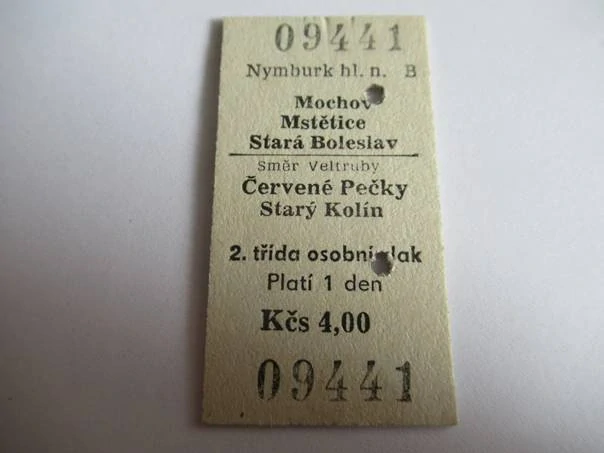 09441
Nymburk hl. n. B
Mochov
Mstětice
Stará Boleslav
Směr Veltruby
Červené Pečky
Starý Kolín
2. třída osobní vlak
Platí 1 den
Kčs 4,00
09441